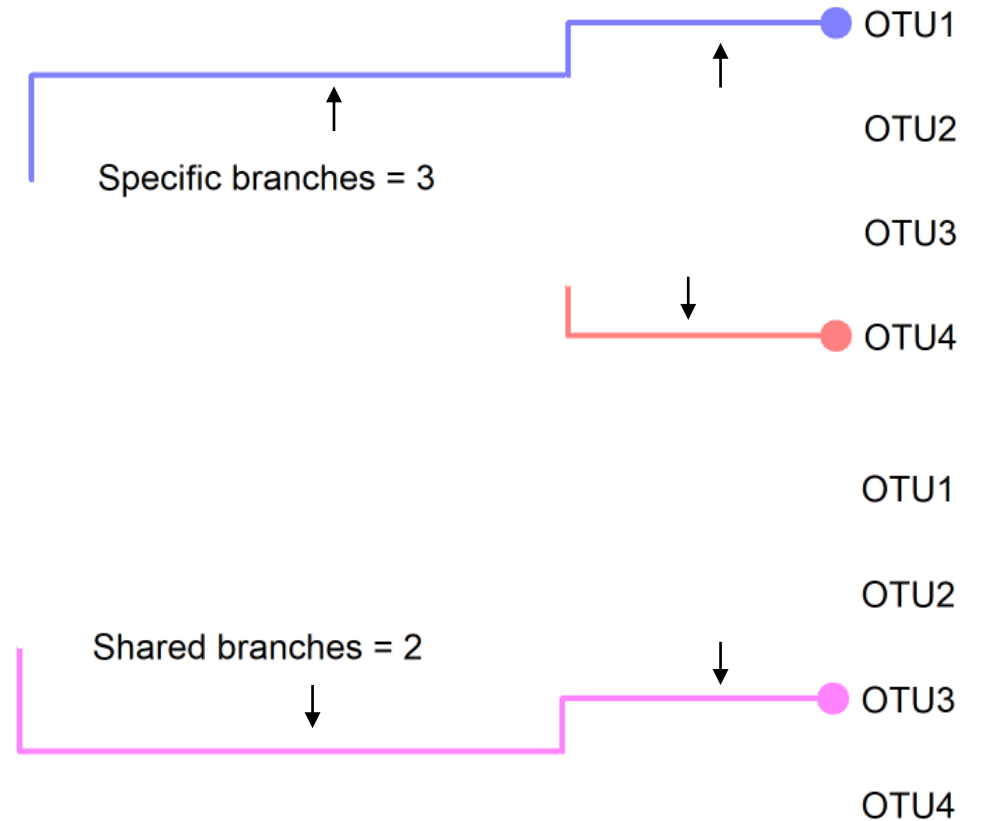 OTU1
OTU2
Specific branches = 3
OTU3
OTU4
OTU1
OTU2
Shared branches = 2
OTU3
OTU4